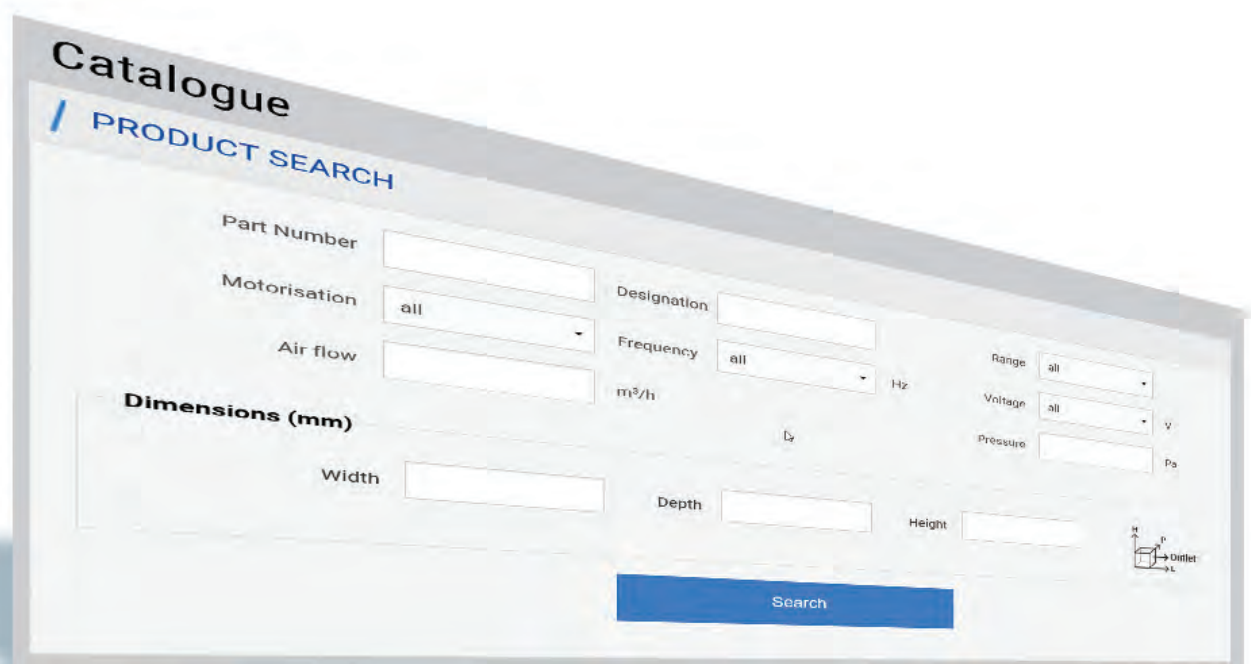 Catalogue
/ PRODUCT SEARCH
Part Number
Designation
Range all
Motorisation all
Frequency all Hz
Voltage all V
Air flow m³/h
Pressure Pa
Dimensions (mm)
Width
Depth
Height
H
P
L
Search